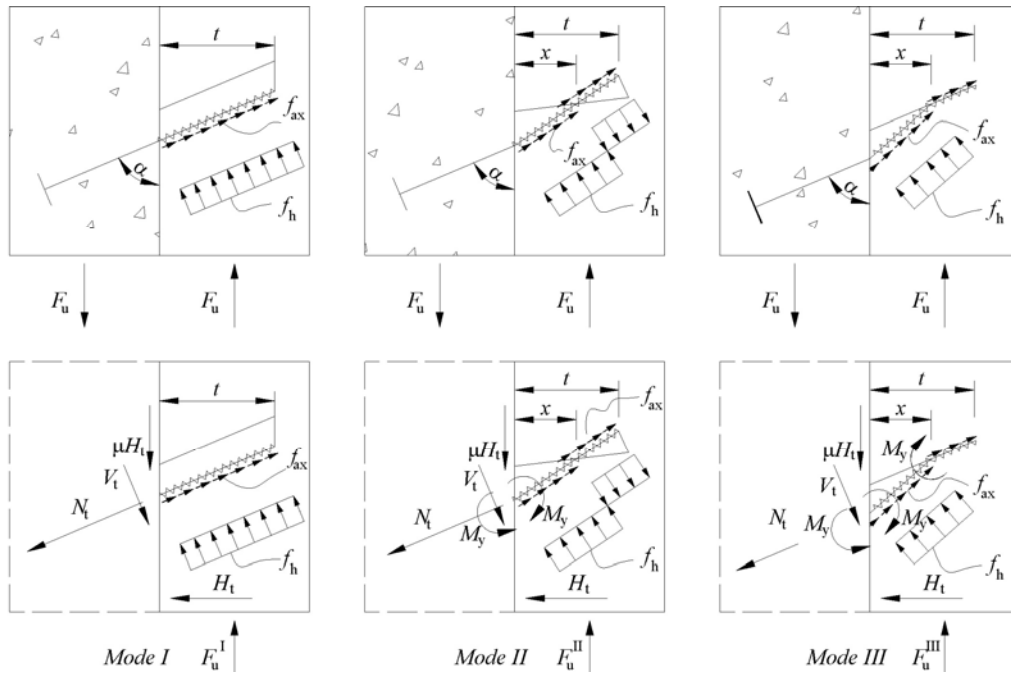 t
f_ax
α
f_h
F_u
F_u
t
x
f_ax
α
f_h
F_u
F_u
t
x
f_ax
α
f_h
F_u
F_u
t
μH_t
V_t
N_t
f_ax
f_h
H_t
Mode I F_u^I
t
x
f_ax
μH_t
V_t
N_t
M_y
M_y
f_h
H_t
Mode II F_u^II
t
x
μH_t
M_y
V_t
f_ax
N_t
M_y
M_y
f_h
H_t
Mode III F_u^III